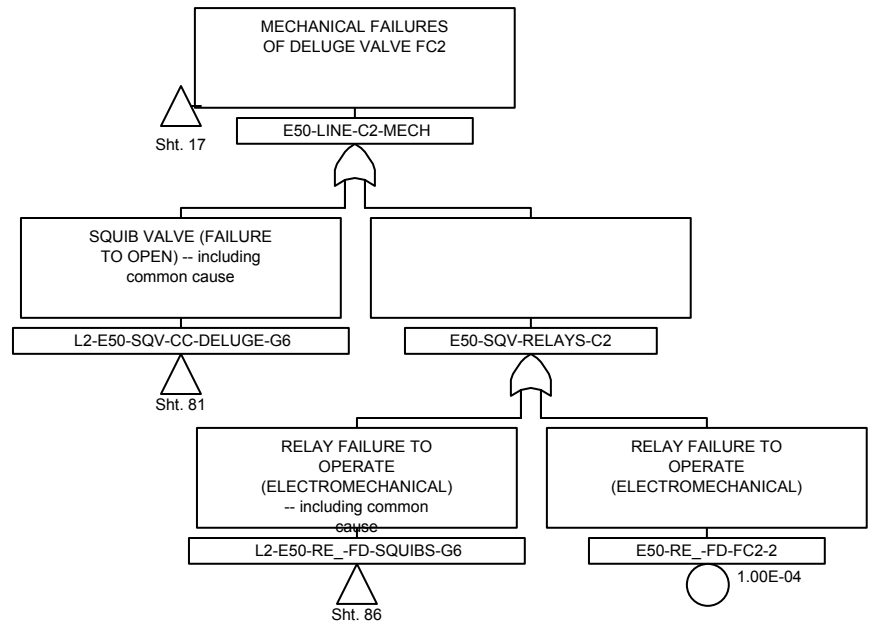 MECHANICAL FAILURES
OF DELUGE VALVE FC2
Sht. 17
E50-LINE-C2-MECH
SQUIB VALVE (FAILURE
TO OPEN) -- including
common cause
L2-E50-SQV-CC-DELUGE-G6
Sht. 81
E50-SQV-RELAYS-C2
RELAY FAILURE TO
OPERATE
(ELECTROMECHANICAL)
-- including common
cause
L2-E50-RE_-FD-SQUIBS-G6
Sht. 86
RELAY FAILURE TO
OPERATE
(ELECTROMECHANICAL)
E50-RE_-FD-FC2-2
1.00E-04